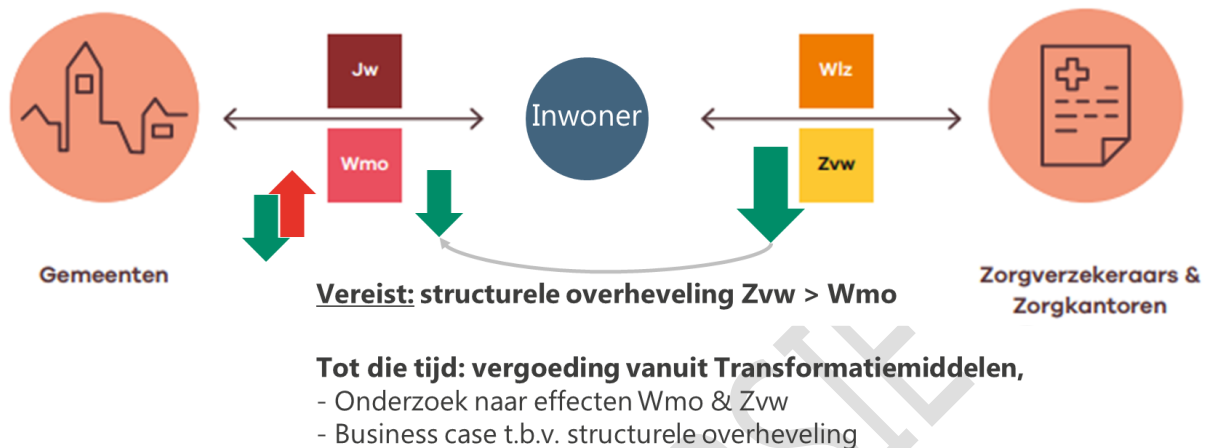 Jw
Wlz
Inwoner
Wmo
Zvw
Gemeenten
Zorgverzekeraars &
Zorgkantoren
Vereist: structurele overheveling Zvw > Wmo
Tot die tijd: vergoeding vanuit Transformatiemiddelen,
- Onderzoek naar effecten Wmo & Zvw
- Business case t.b.v. structurele overheveling